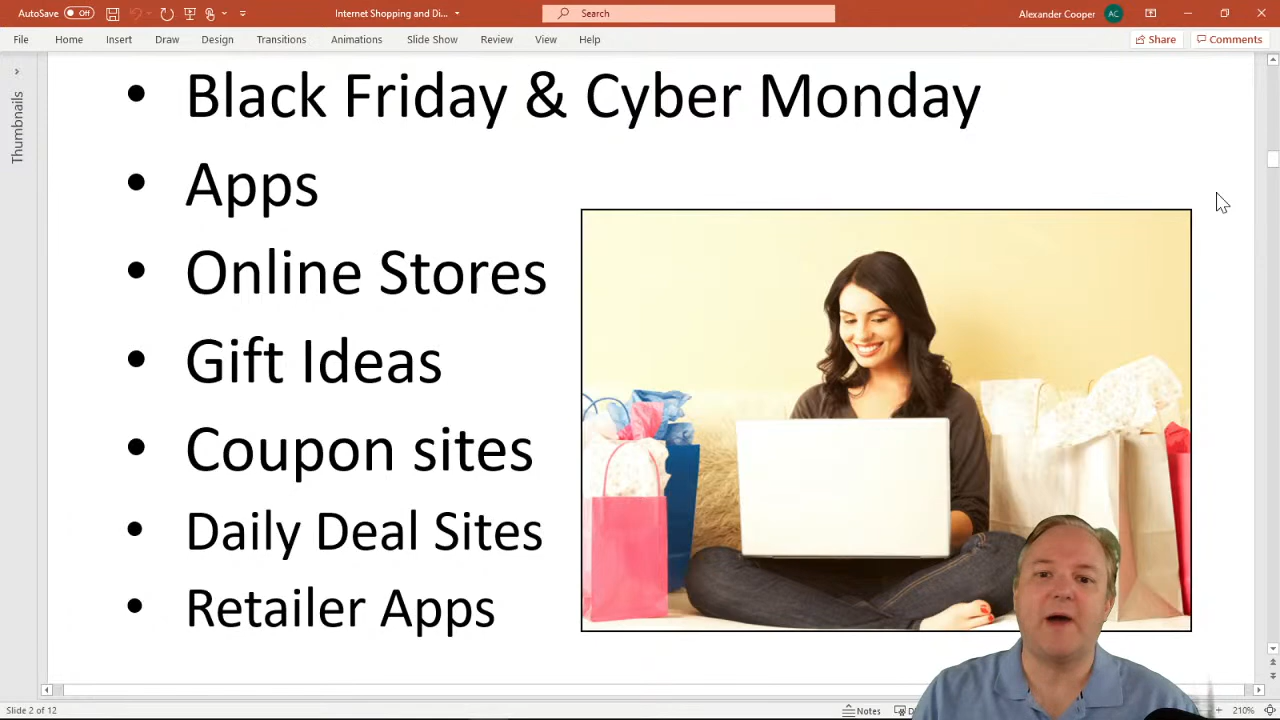 AutoSave Off Internet Shopping and Di... Search Alexander Cooper AC
File Home Insert Draw Design Transitions Animations Slide Show Review View Help Share Comments
Thumbnails
• Black Friday & Cyber Monday
• Apps
• Online Stores
• Gift Ideas
• Coupon sites
• Daily Deal Sites
• Retailer Apps
Slide 2 of 12 Notes 210%